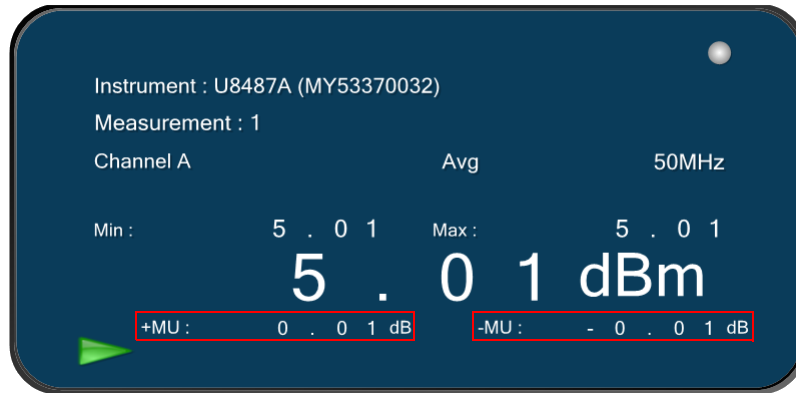 Instrument : U8487A (MY53370032)
Measurement : 1
Channel A Avg 50MHz
Min : 5 . 0 1 Max : 5 . 0 1
5 . 0 1 dBm
+MU : 0 . 0 1 dB -MU : - 0 . 0 1 dB